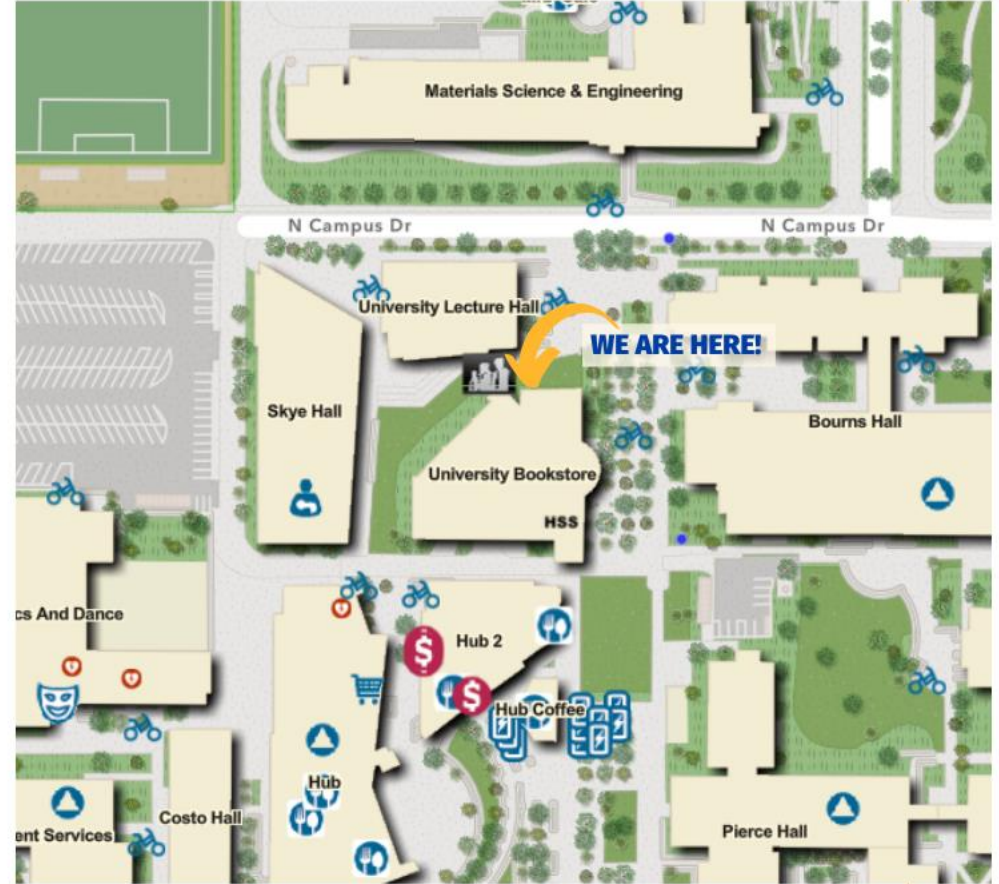 Materials Science & Engineering
N Campus Dr
N Campus Dr
University Lecture Hall
WE ARE HERE!
Skye Hall
Bourns Hall
University Bookstore
HSS
cs And Dance
Hub 2
$
$
Hub Coffee
Hub
Costo Hall
ent Services
Pierce Hall